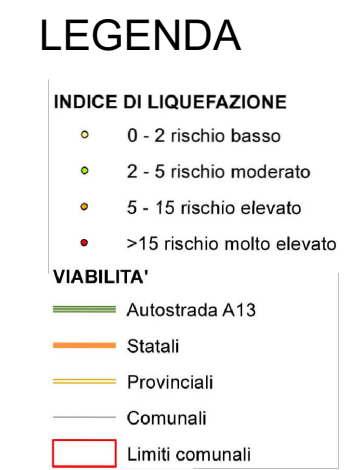 LEGENDA
INDICE DI LIQUEFAZIONE
0 - 2 rischio basso
2 - 5 rischio moderato
5 - 15 rischio elevato
>15 rischio molto elevato
VIABILITA'
Autostrada A13
Statali
Provinciali
Comunali
Limiti comunali